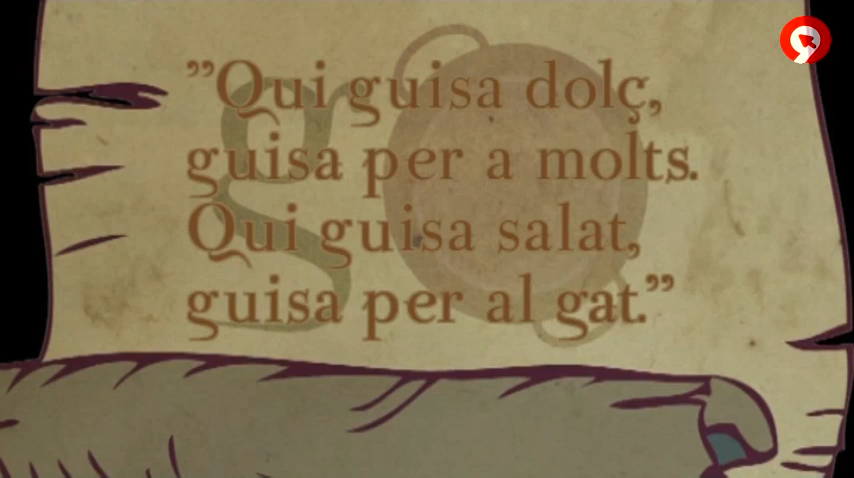 ”Qui guisa dolç,
guisa per a molts.
Qui guisa salat,
guisa per al gat.”